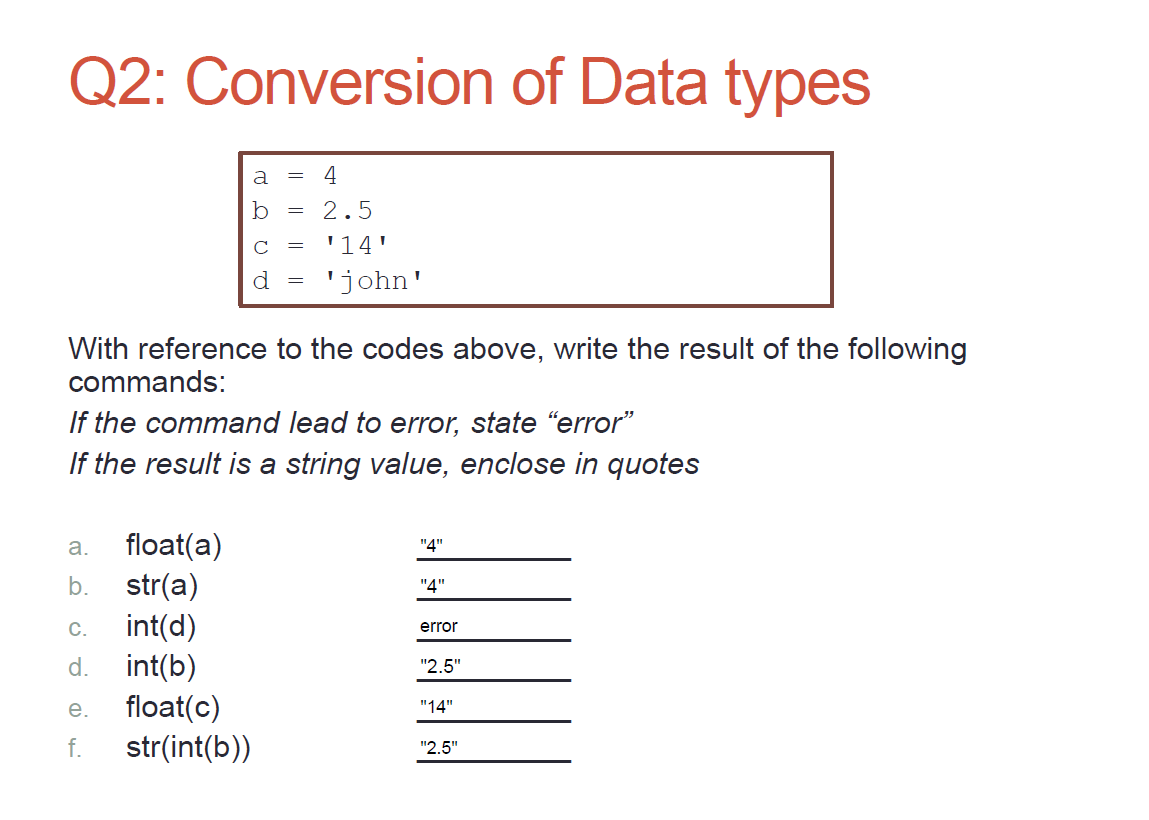 Q2: Conversion of Data types
a = 4
b = 2.5
c = '14'
d = 'john'
With reference to the codes above, write the result of the following
commands:
If the command lead to error, state “error”
If the result is a string value, enclose in quotes
a. float(a) "4"
b. str(a) "4"
c. int(d) error
d. int(b) "2.5"
e. float(c) "14"
f. str(int(b)) "2.5"